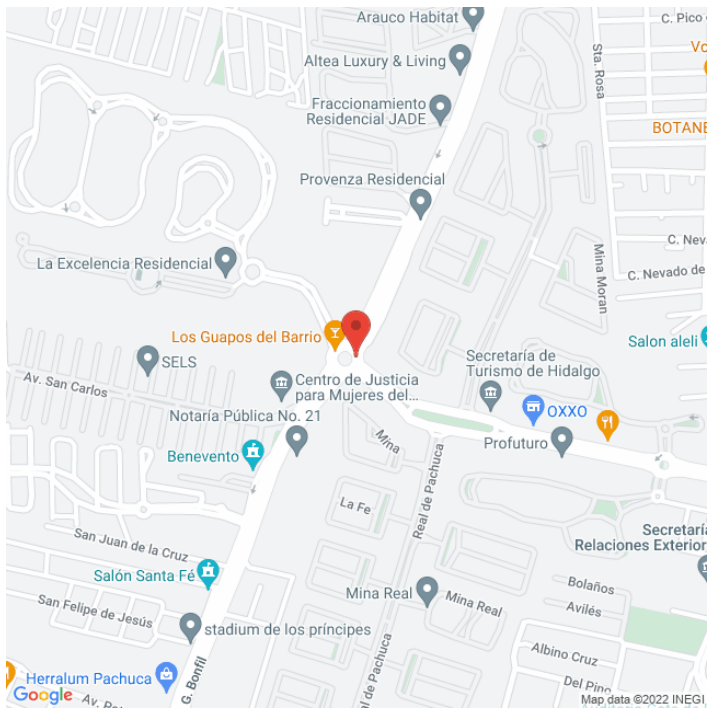 Arauco Habitat
C. Pico
Altea Luxury & Living
Sta. Rosa
Fraccionamiento
Residencial JADE
BOTANE
Provenza Residencial
C. Neva
La Excelencia Residencial
C. Nevado de
Mina Moran
Los Guapos del Barrio
Salon alelí
SELS
Secretaría de
Turismo de Hidalgo
Centro de Justicia
para Mujeres del...
Av. San Carlos
OXXO
Notaría Pública No. 21
Mina
Profuturo
Benevento
Real de Pachuca
La Fe
San Juan de la Cruz
Secretaría
Relaciones Exterior
Salón Santa Fé
Bolaños
Mina Real
Mina Real
Avilés
San Felipe de Jesús
stadium de los príncipes
Albino Cruz
Herralum Pachuca
G. Bonfil
Del Pino
Google
Map data ©2022 INEGI